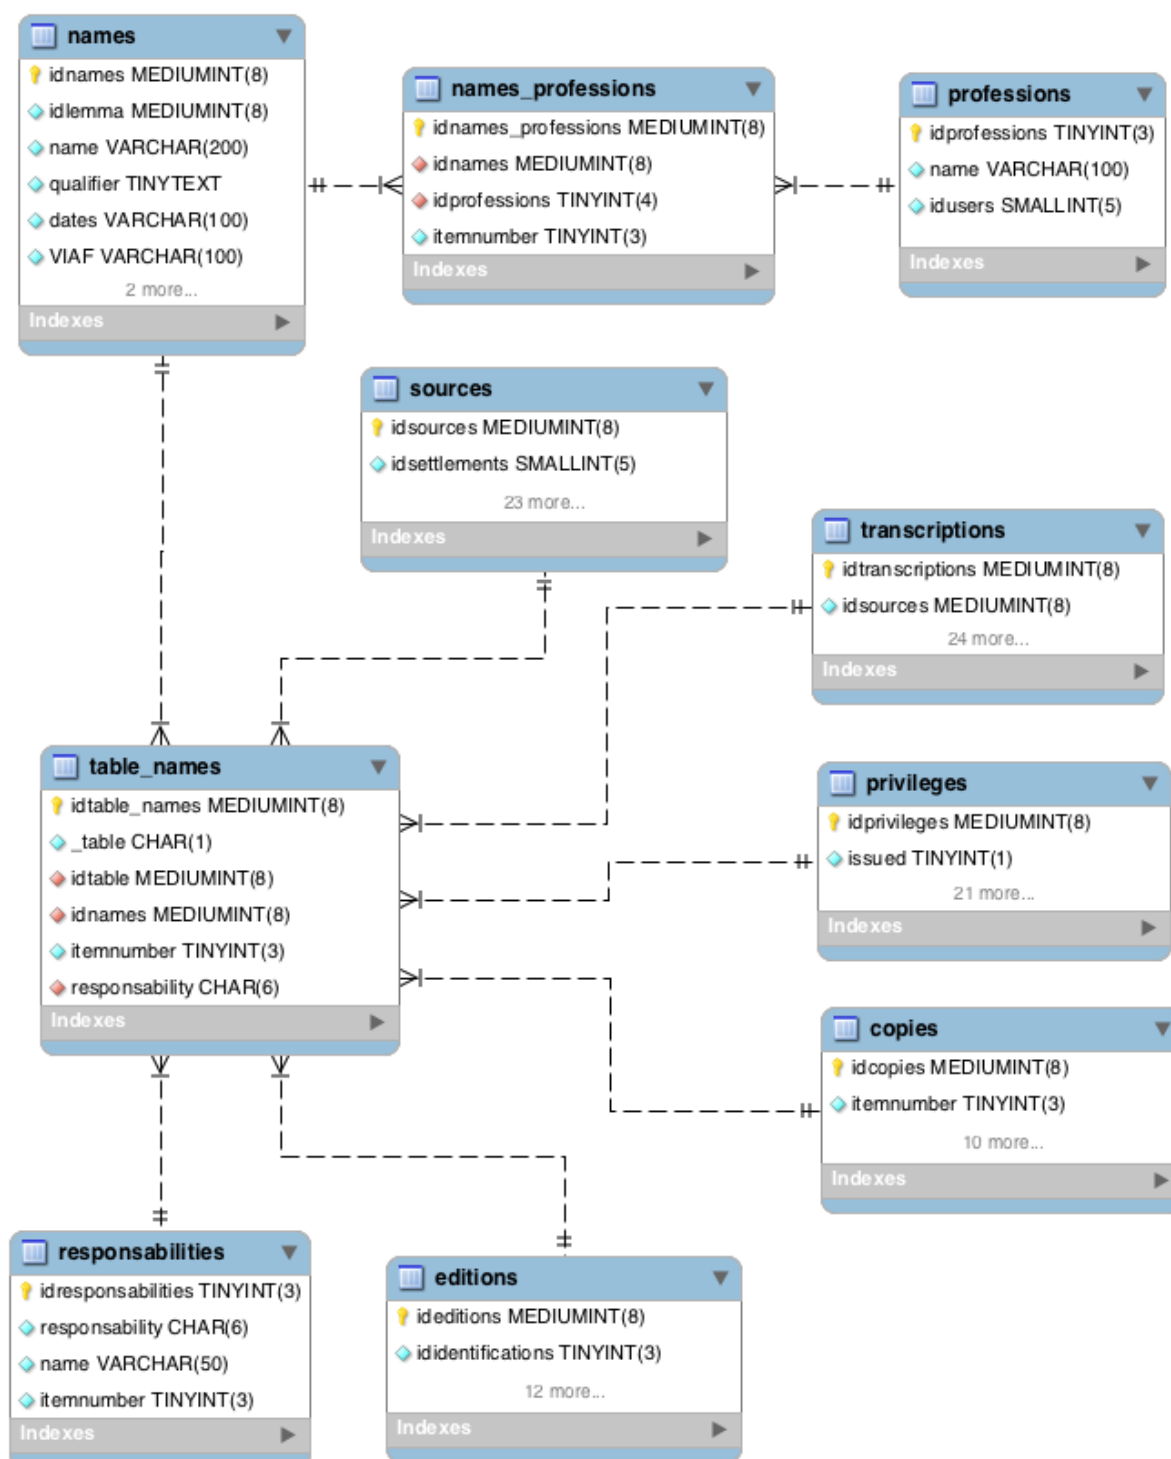 names
idnames MEDIUMINT(8)
idlemma MEDIUMINT(8)
name VARCHAR(200)
qualifier TINYTEXT
dates VARCHAR(100)
VIAF VARCHAR(100)
2 more...
Indexes
names_professions
idnames_professions MEDIUMINT(8)
idnames MEDIUMINT(8)
idprofessions TINYINT(4)
itemnumber TINYINT(3)
Indexes
professions
idprofessions TINYINT(3)
name VARCHAR(100)
idusers SMALLINT(5)
Indexes
sources
idsources MEDIUMINT(8)
idsettlements SMALLINT(5)
23 more...
Indexes
transcriptions
idtranscriptions MEDIUMINT(8)
idsources MEDIUMINT(8)
24 more...
Indexes
table_names
idtable_names MEDIUMINT(8)
_table CHAR(1)
idtable MEDIUMINT(8)
idnames MEDIUMINT(8)
itemnumber TINYINT(3)
responsability CHAR(6)
Indexes
privileges
idprivileges MEDIUMINT(8)
issued TINYINT(1)
21 more...
Indexes
copies
idcopies MEDIUMINT(8)
itemnumber TINYINT(3)
10 more...
Indexes
responsabilities
idresponsabilities TINYINT(3)
responsability CHAR(6)
name VARCHAR(50)
itemnumber TINYINT(3)
Indexes
editions
ideditions MEDIUMINT(8)
ididentifications TINYINT(3)
12 more...
Indexes